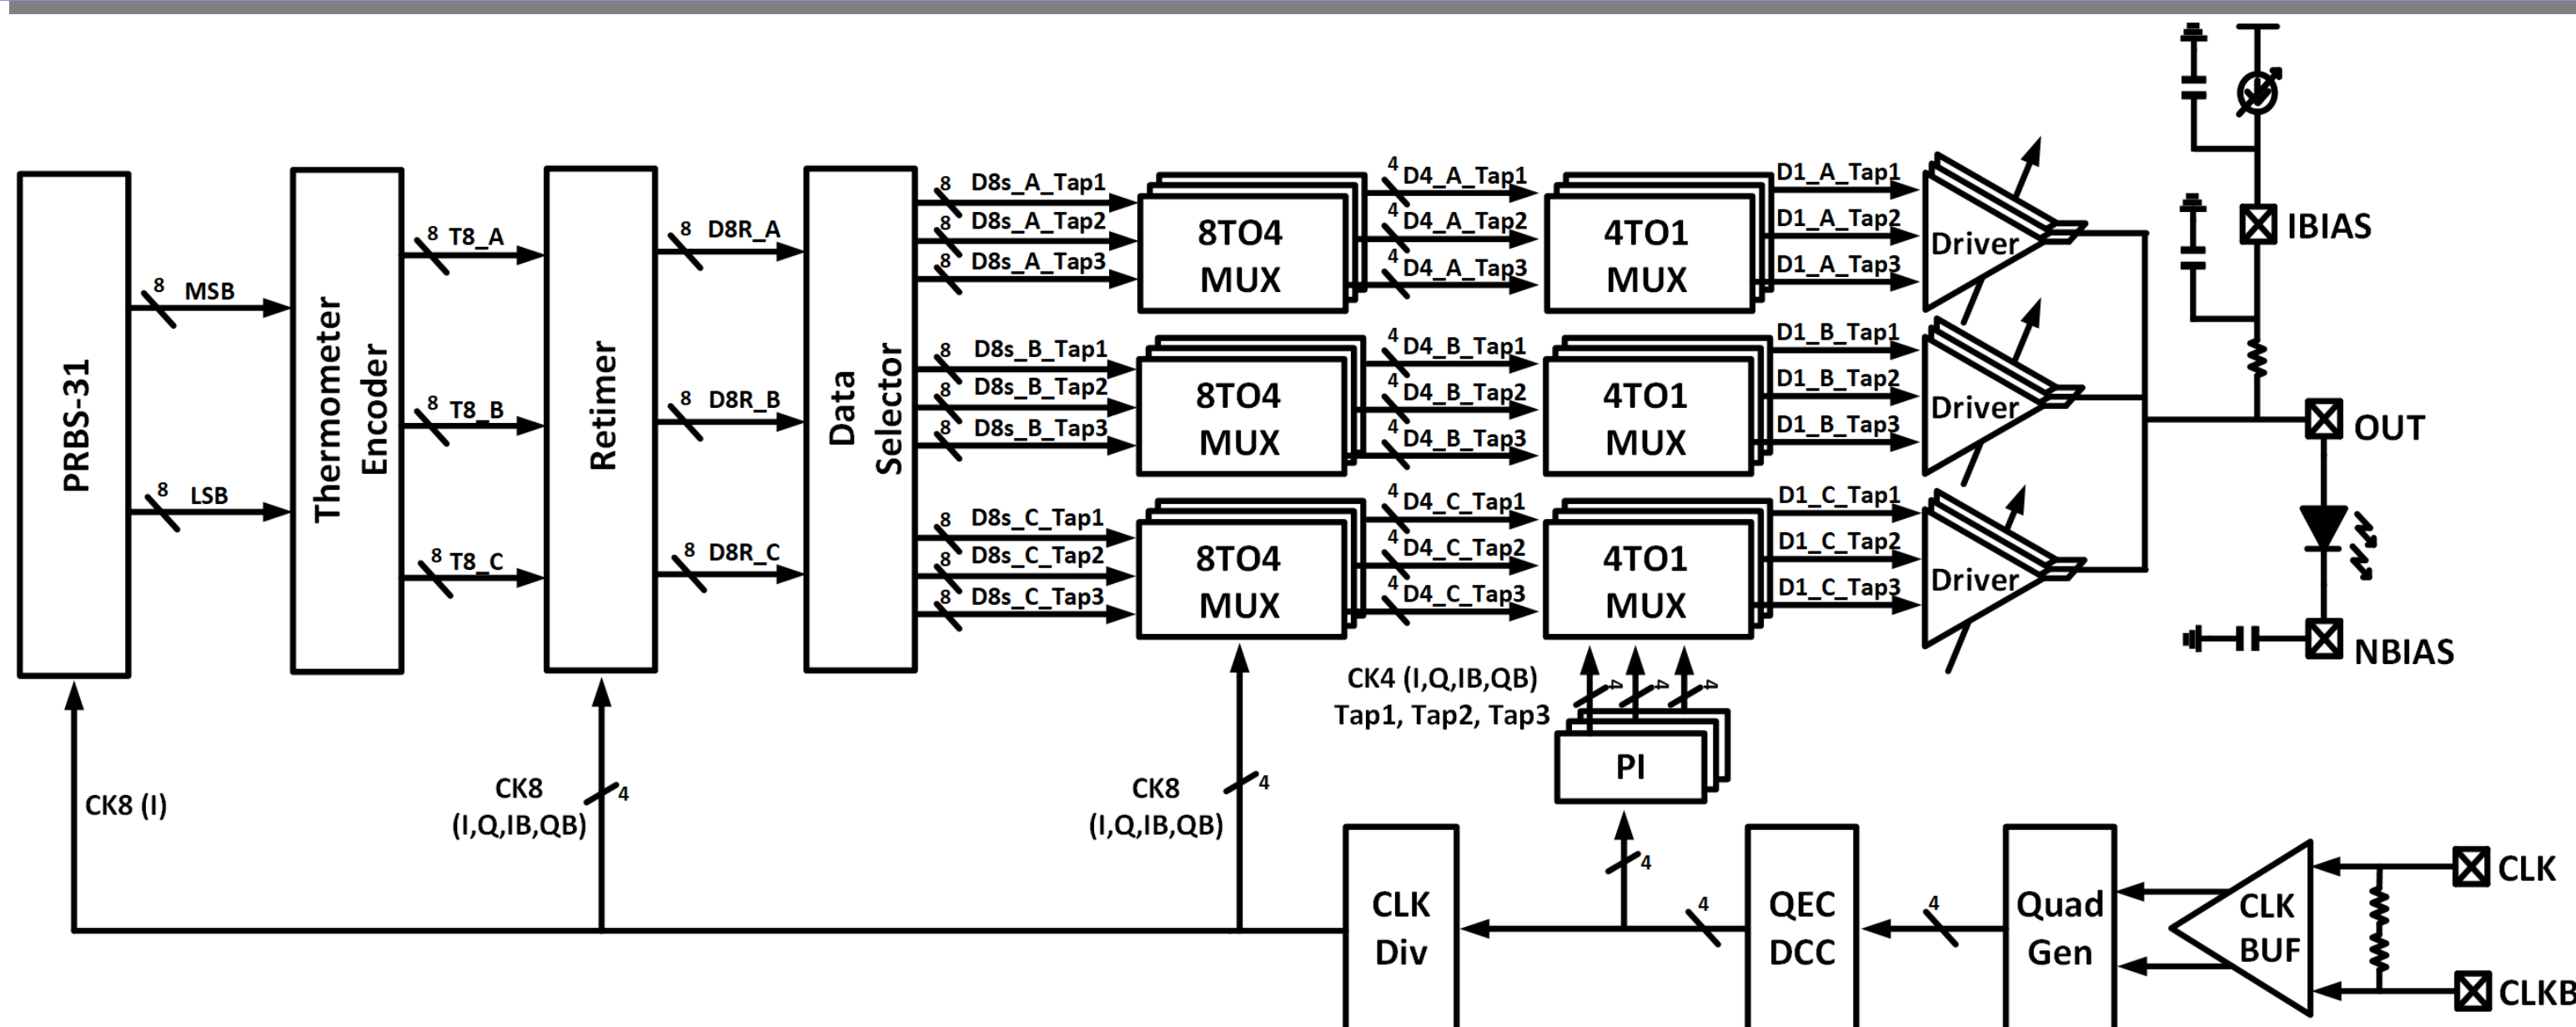 PRBS-31
8 MSB
8 LSB
Thermometer
Encoder
8 T8_A
8 T8_B
8 T8_C
Retimer
8 D8R_A
8 D8R_B
8 D8R_C
Data
Selector
8 D8s_A_Tap1
8 D8s_A_Tap2
8 D8s_A_Tap3
8 D8s_B_Tap1
8 D8s_B_Tap2
8 D8s_B_Tap3
8 D8s_C_Tap1
8 D8s_C_Tap2
8 D8s_C_Tap3
8TO4
MUX
8TO4
MUX
8TO4
MUX
4 D4_A_Tap1
4 D4_A_Tap2
4 D4_A_Tap3
4 D4_B_Tap1
4 D4_B_Tap2
4 D4_B_Tap3
4 D4_C_Tap1
4 D4_C_Tap2
4 D4_C_Tap3
4TO1
MUX
4TO1
MUX
4TO1
MUX
D1_A_Tap1
D1_A_Tap2
D1_A_Tap3
D1_B_Tap1
D1_B_Tap2
D1_B_Tap3
D1_C_Tap1
D1_C_Tap2
D1_C_Tap3
Driver
Driver
Driver
IBIAS
OUT
NBIAS
CK4 (I,Q,IB,QB)
Tap1, Tap2, Tap3
4 4 4
PI
4
CK8 (I)
CK8
(I,Q,IB,QB)
4
CK8
(I,Q,IB,QB)
4
CLK
Div
4
QEC
DCC
4
Quad
Gen
CLK
BUF
CLK
CLKB